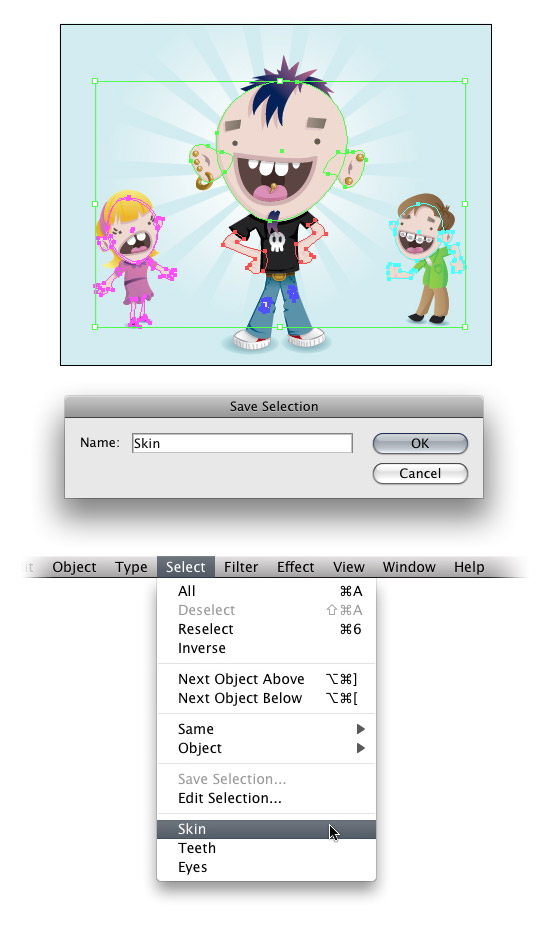 Save Selection
Name: Skin OK
Cancel
Object Type Select Filter Effect View Window Help
All ⌘A
Deselect ⇧⌘A
Reselect ⌘6
Inverse
Next Object Above ⌥⌘]
Next Object Below ⌥⌘[
Same
Object
Save Selection...
Edit Selection...
Skin
Teeth
Eyes